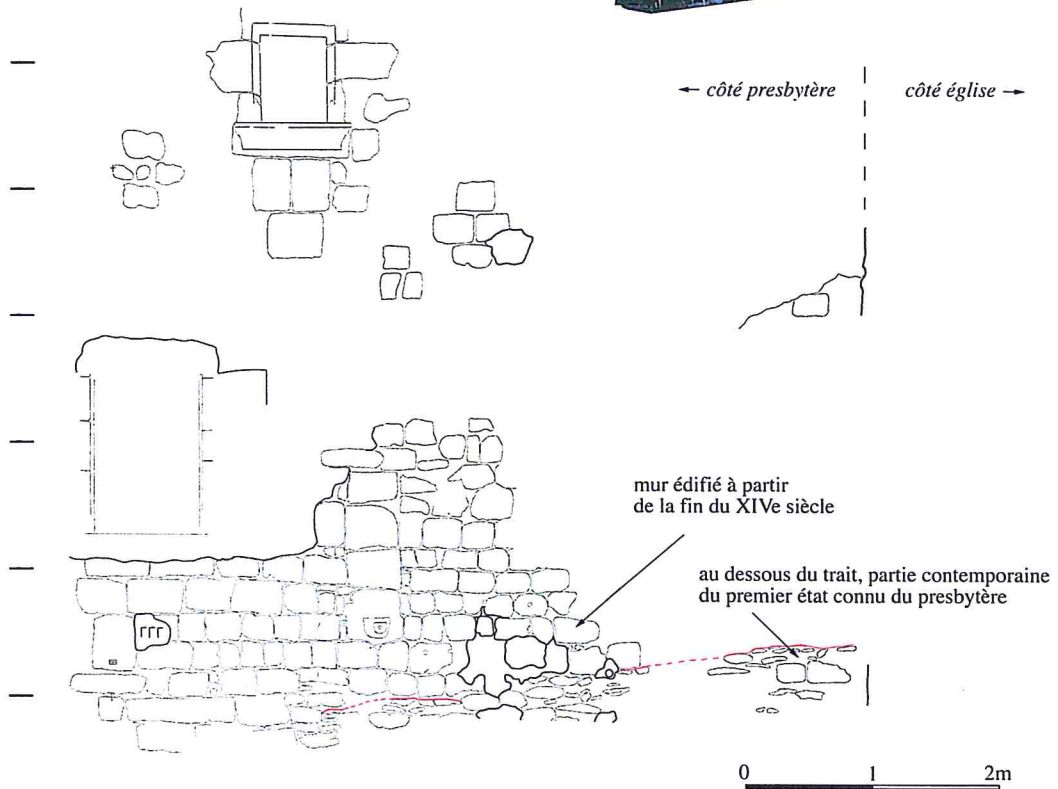 ← côté presbytère
côté église →
mur édifié à partir
de la fin du XIVe siècle
au dessous du trait, partie contemporaine
du premier état connu du presbytère
0 1 2m